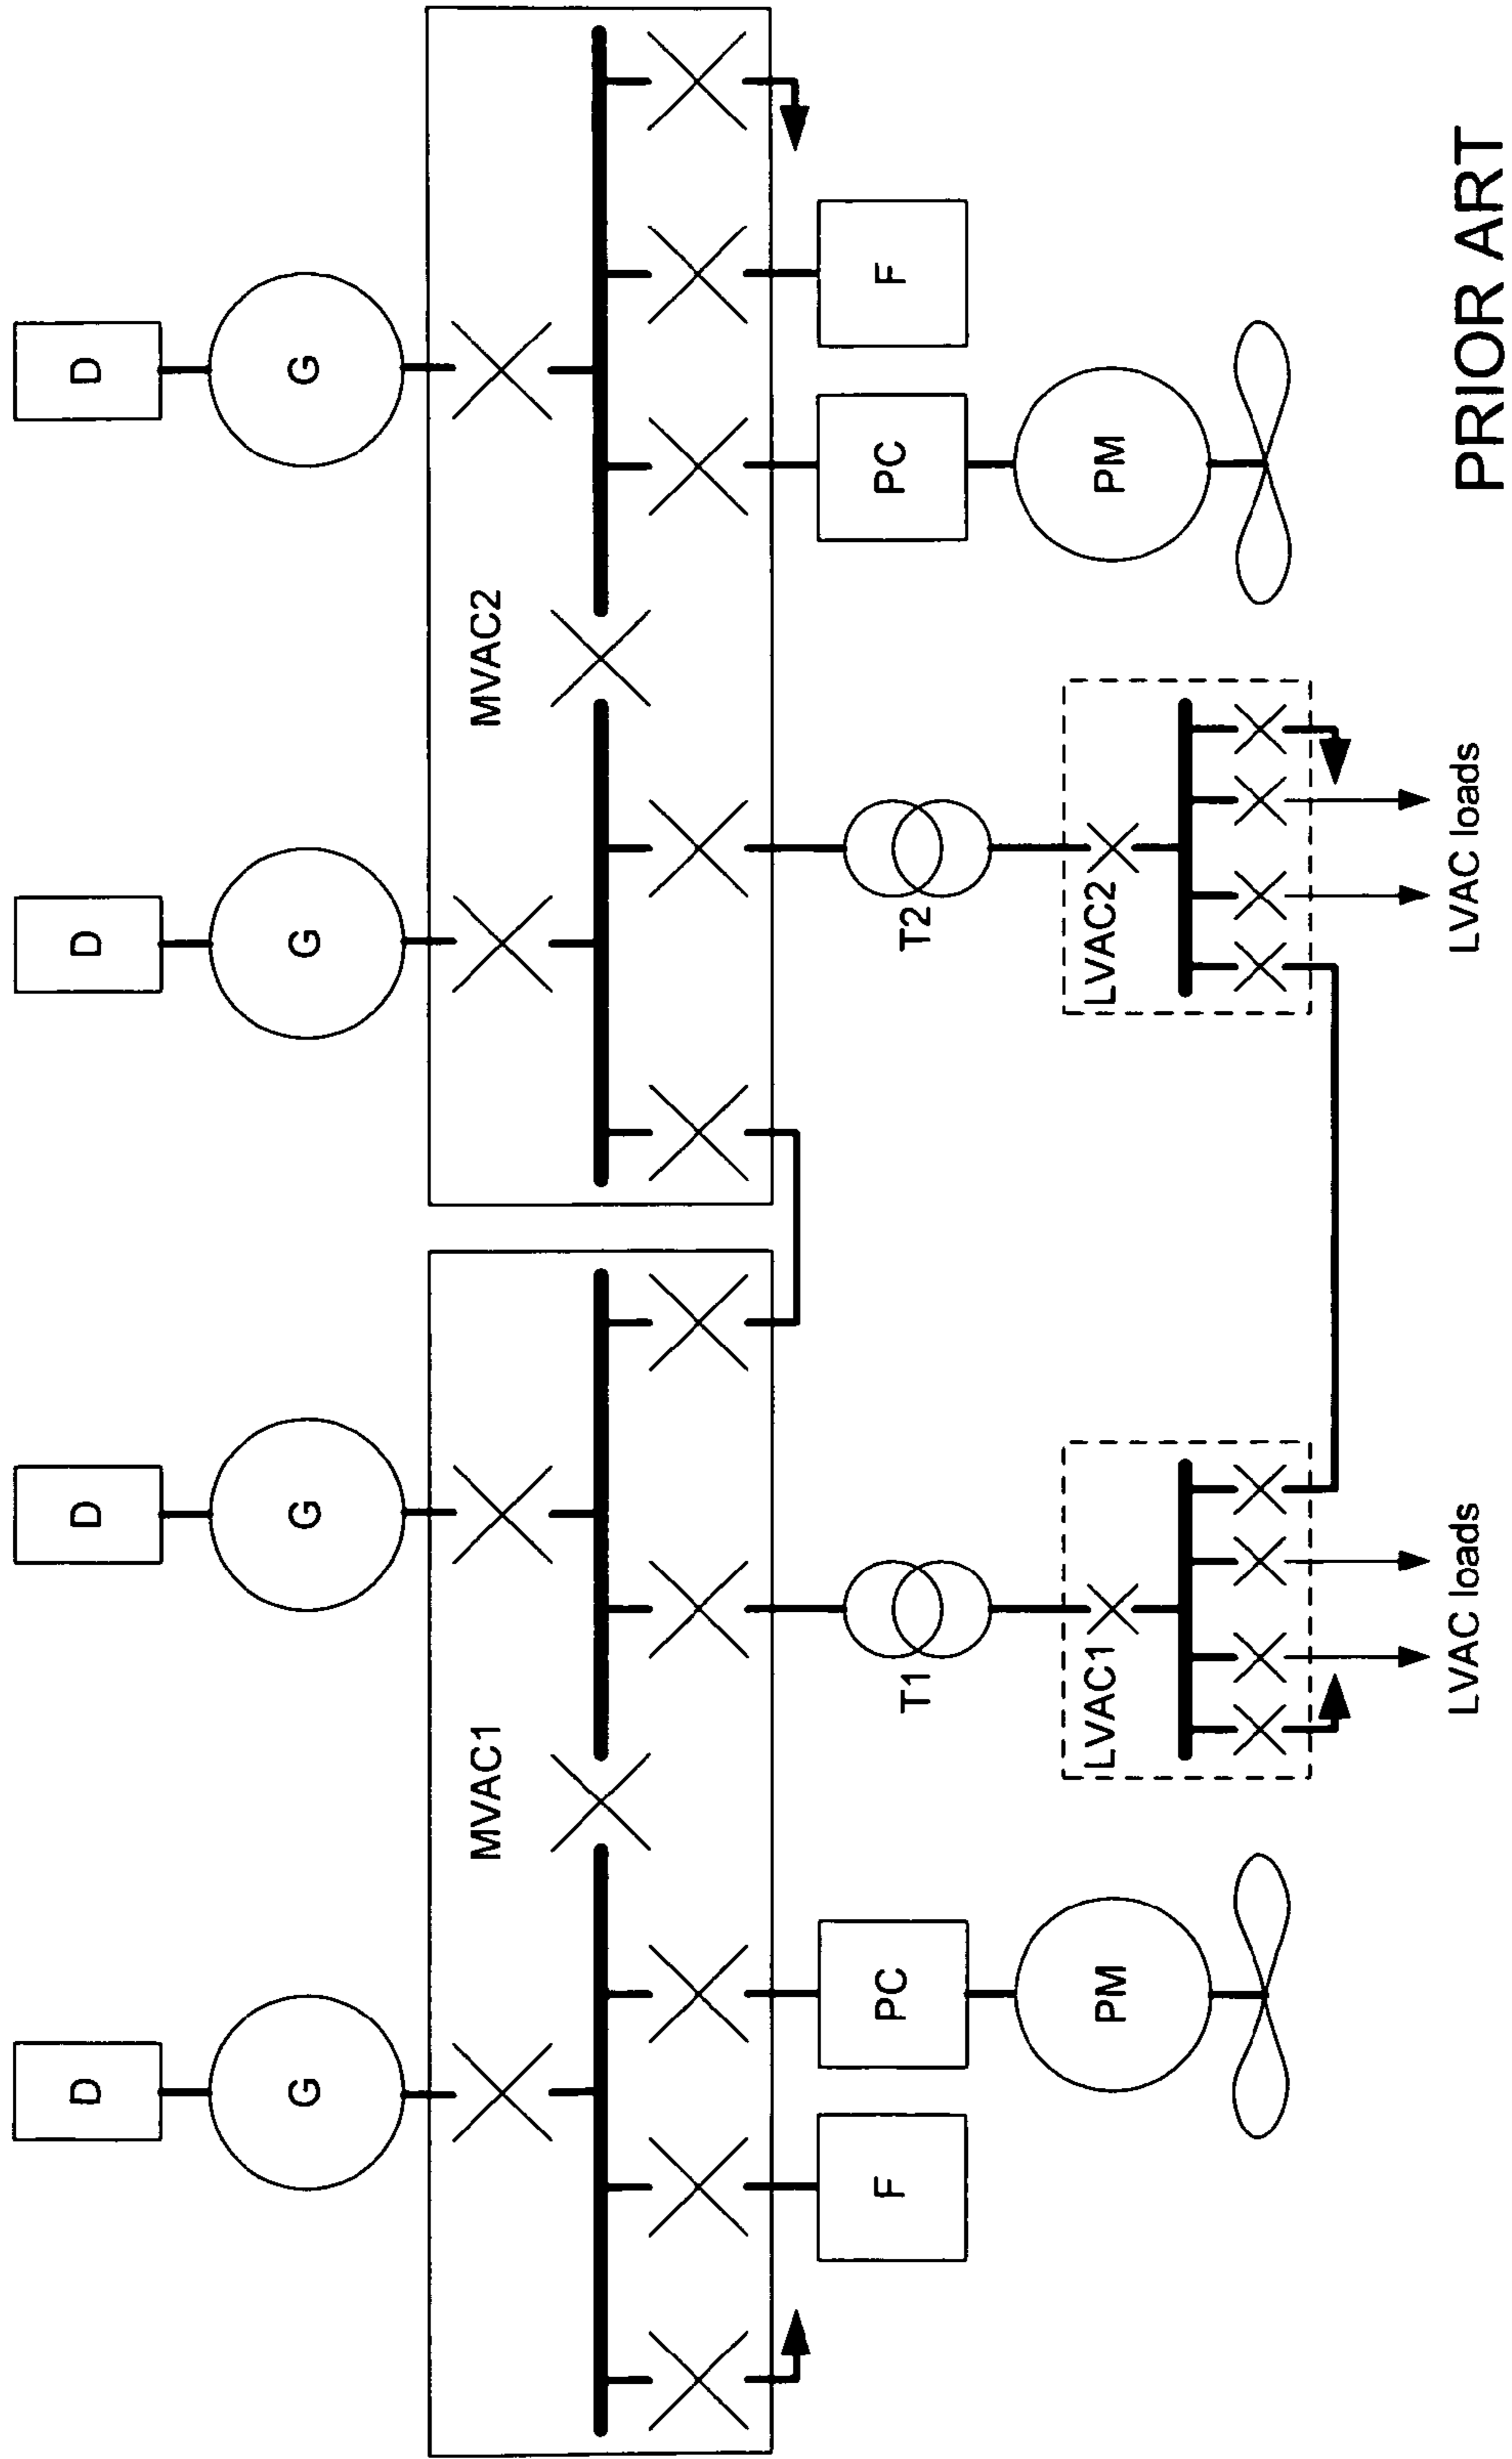 D
D
D
D
G
G
G
G
MVAC1
MVAC2
F
PC
PC
F
T1
T2
PM
LVAC1
LVAC2
PM
LVAC loads
LVAC loads
PRIOR ART